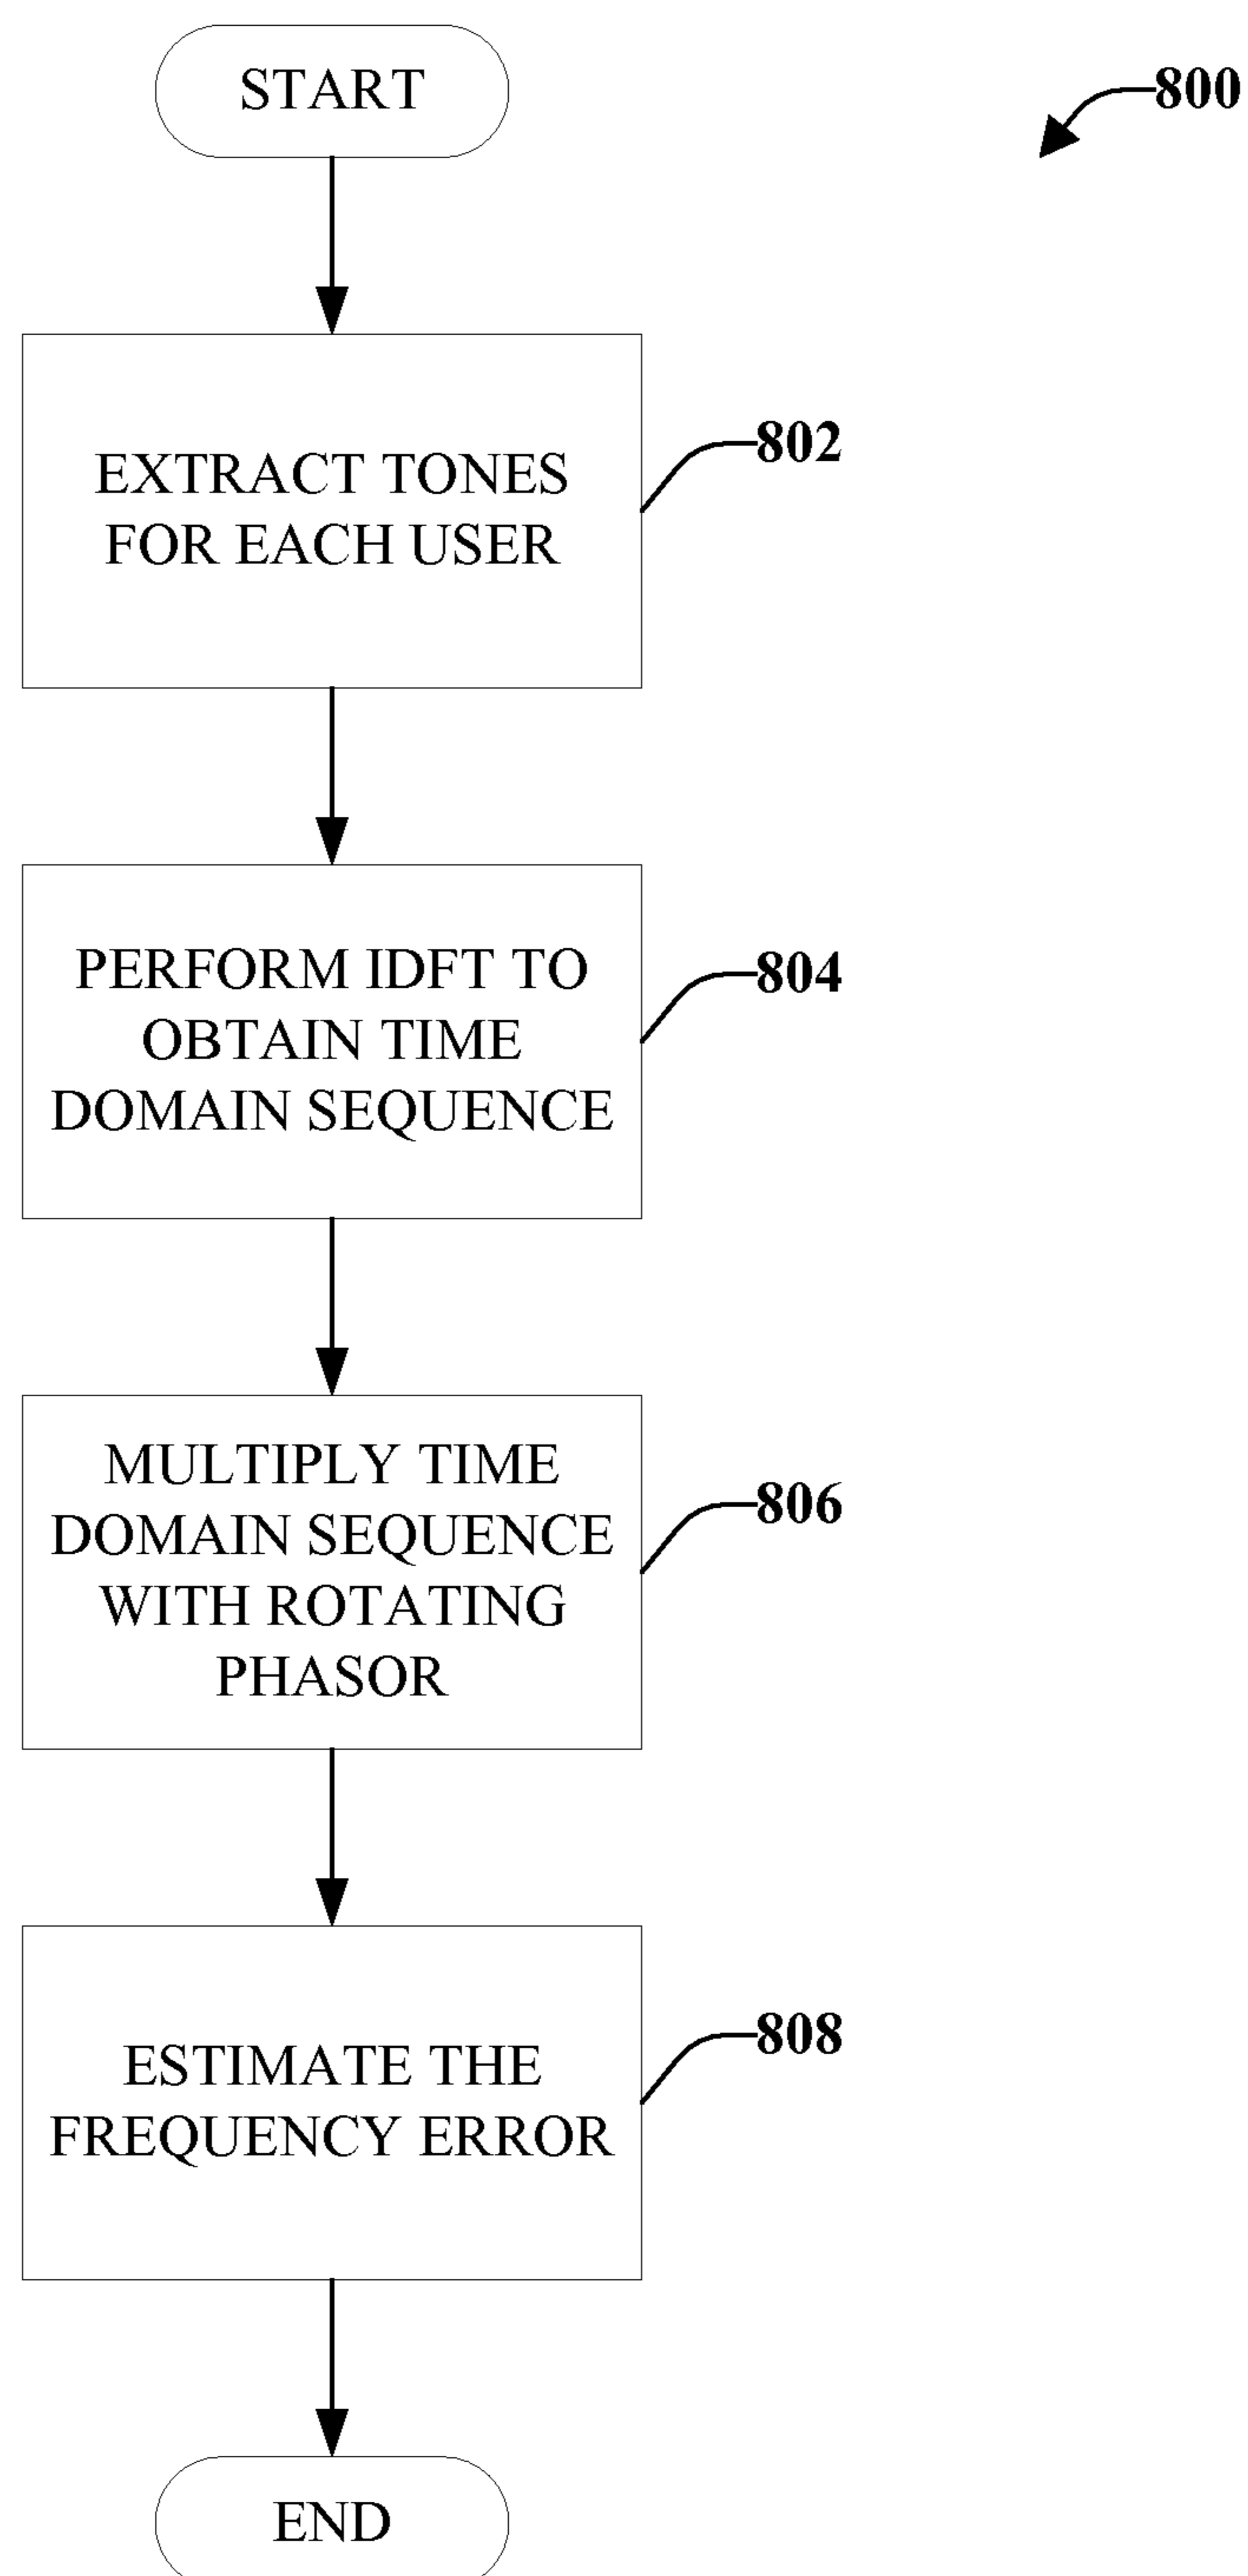 START
800
EXTRACT TONES
FOR EACH USER
802
PERFORM IDFT TO
OBTAIN TIME
DOMAIN SEQUENCE
804
MULTIPLY TIME
DOMAIN SEQUENCE
WITH ROTATING
PHASOR
806
ESTIMATE THE
FREQUENCY ERROR
808
END